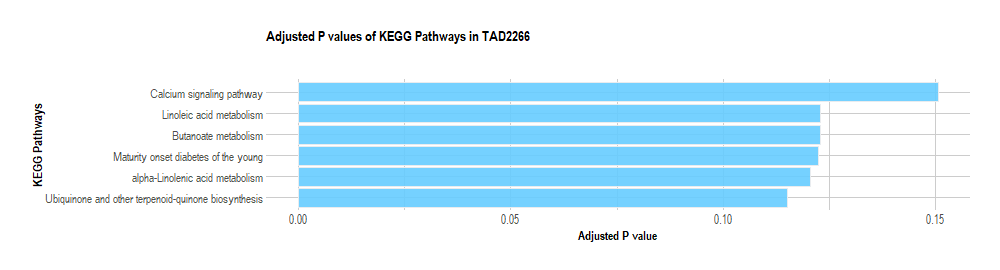 Adjusted P values of KEGG Pathways in TAD2266
KEGG Pathways
Calcium signaling pathway
Linoleic acid metabolism
Butanoate metabolism
Maturity onset diabetes of the young
alpha-Linolenic acid metabolism
Ubiquinone and other terpenoid-quinone biosynthesis
0.00 0.05 0.10 0.15
Adjusted P value